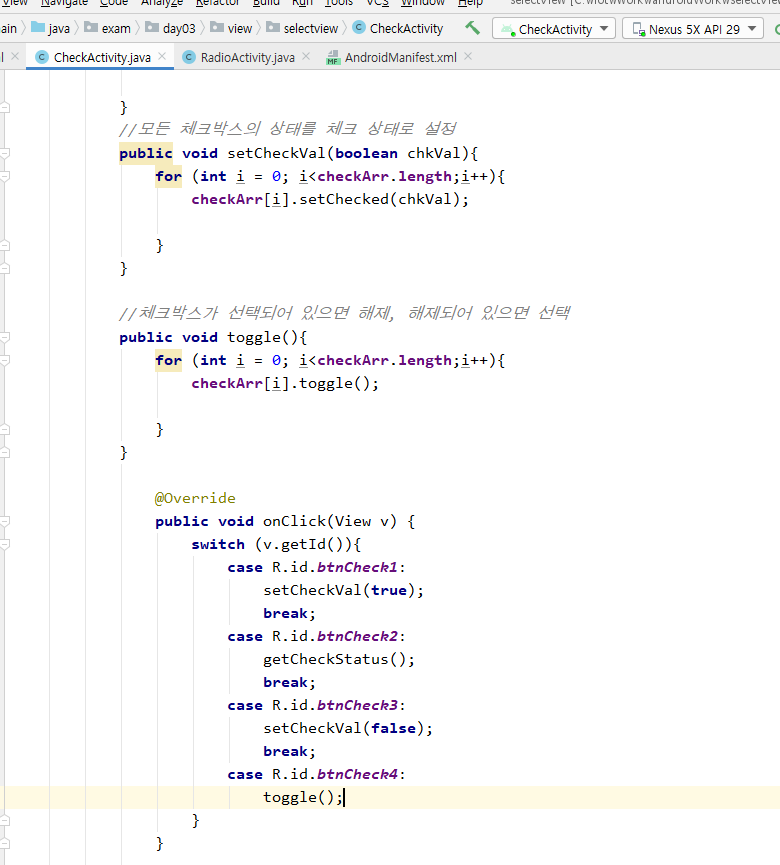 View Navigate Code Analyze Refactor Build Run Tools VCS Window Help
ain java exam day03 view selectview CheckActivity CheckActivity Nexus 5X API 29
CheckActivity.java RadioActivity.java AndroidManifest.xml
}
//모든 체크박스의 상태를 체크 상태로 설정
public void setCheckVal(boolean chkVal){
for (int i = 0; i<checkArr.length;i++){
checkArr[i].setChecked(chkVal);
}
}
//체크박스가 선택되어 있으면 해제, 해제되어 있으면 선택
public void toggle(){
for (int i = 0; i<checkArr.length;i++){
checkArr[i].toggle();
}
}
@Override
public void onClick(View v) {
switch (v.getId()){
case R.id.btnCheck1:
setCheckVal(true);
break;
case R.id.btnCheck2:
getCheckStatus();
break;
case R.id.btnCheck3:
setCheckVal(false);
break;
case R.id.btnCheck4:
toggle();
}
}